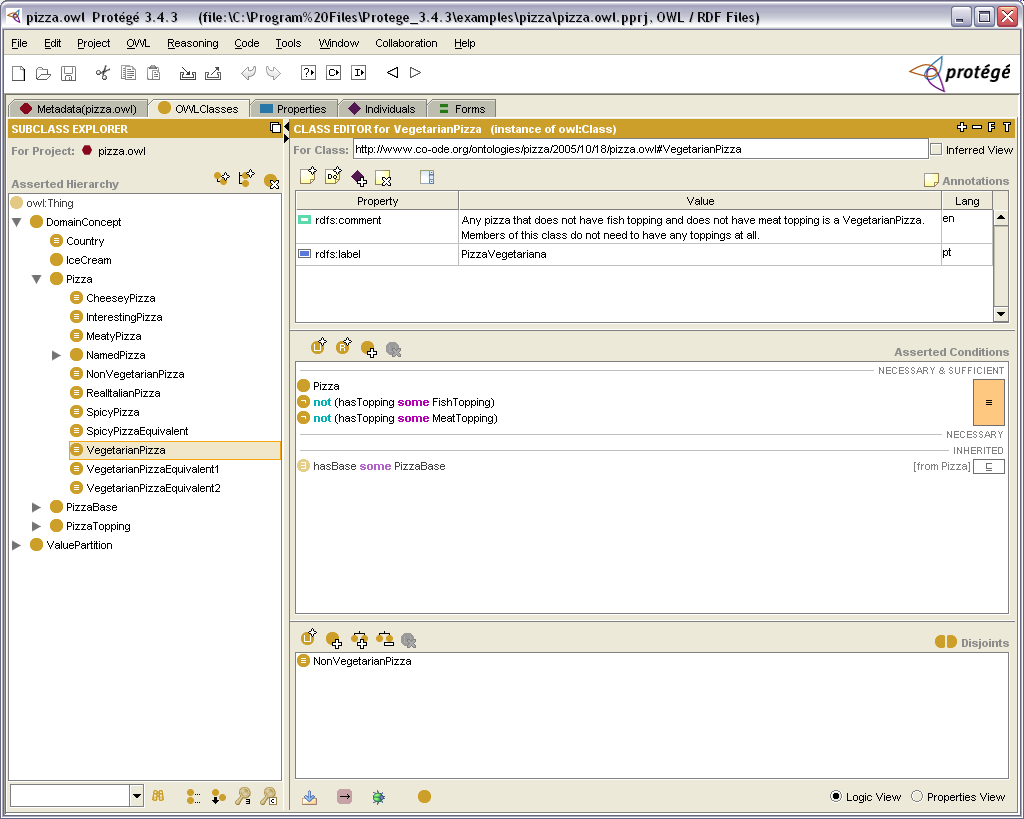 pizza.owl Protégé 3.4.3 (file:\C:\Program%20Files\Protege_3.4.3\examples\pizza\pizza.owl.pprj, OWL / RDF Files)
File Edit Project OWL Reasoning Code Tools Window Collaboration Help
protégé
Metadata(pizza.owl) OWLClasses Properties Individuals Forms
SUBCLASS EXPLORER
For Project: pizza.owl
Asserted Hierarchy
owl:Thing
DomainConcept
Country
IceCream
Pizza
CheeseyPizza
InterestingPizza
MeatyPizza
NamedPizza
NonVegetarianPizza
RealItalianPizza
SpicyPizza
SpicyPizzaEquivalent
VegetarianPizza
VegetarianPizzaEquivalent1
VegetarianPizzaEquivalent2
PizzaBase
PizzaTopping
ValuePartition
CLASS EDITOR for VegetarianPizza (instance of owl:Class) F T
For Class: http://www.co-ode.org/ontologies/pizza/2005/10/18/pizza.owl#VegetarianPizza Inferred View
Annotations
Property Value Lang
rdfs:comment Any pizza that does not have fish topping and does not have meat topping is a VegetarianPizza. en
Members of this class do not need to have any toppings at all.
rdfs:label PizzaVegetariana pt
Asserted Conditions
NECESSARY & SUFFICIENT
Pizza
not (hasTopping some FishTopping)
not (hasTopping some MeatTopping)
NECESSARY
INHERITED
hasBase some PizzaBase [from Pizza] ⊑
Disjoints
NonVegetarianPizza
Logic View Properties View